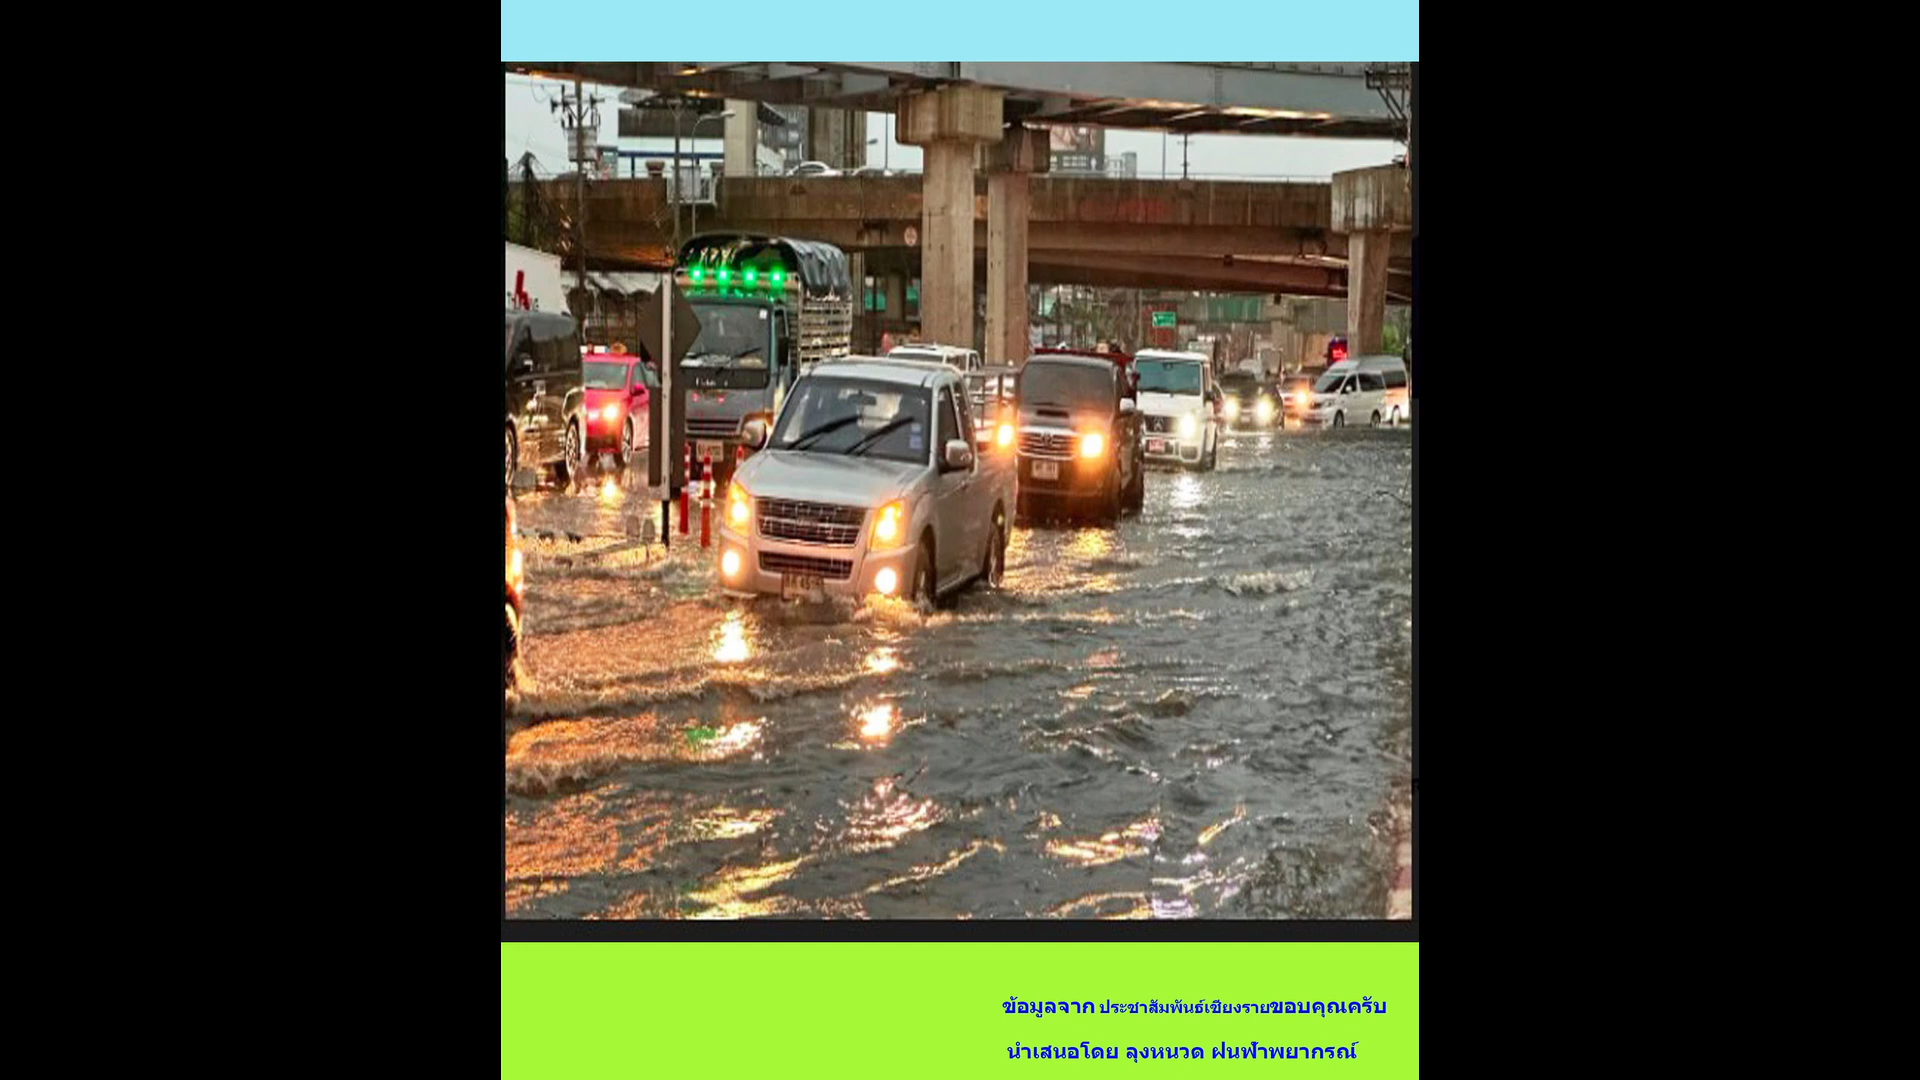 ข้อมูลจาก ประชาสัมพันธ์เชียงรายขอบคุณครับ
นำเสนอโดย ลุงหนวด ฝนฟ้าพยากรณ์